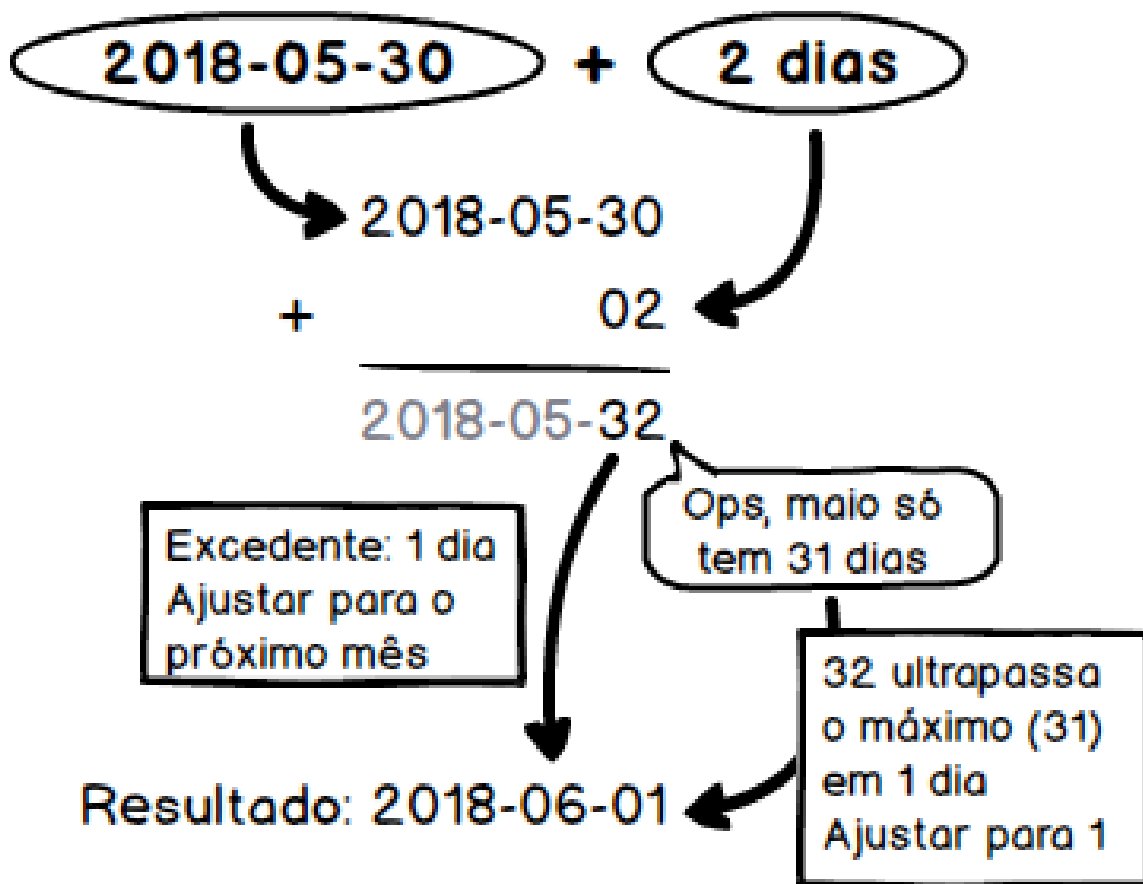 2018-05-30 + 2 dias
2018-05-30
+ 02
2018-05-32
Ops, maio só
tem 31 dias
Excedente: 1 dia
Ajustar para o
próximo mês
32 ultrapassa
o máximo (31)
em 1 dia
Ajustar para 1
Resultado: 2018-06-01